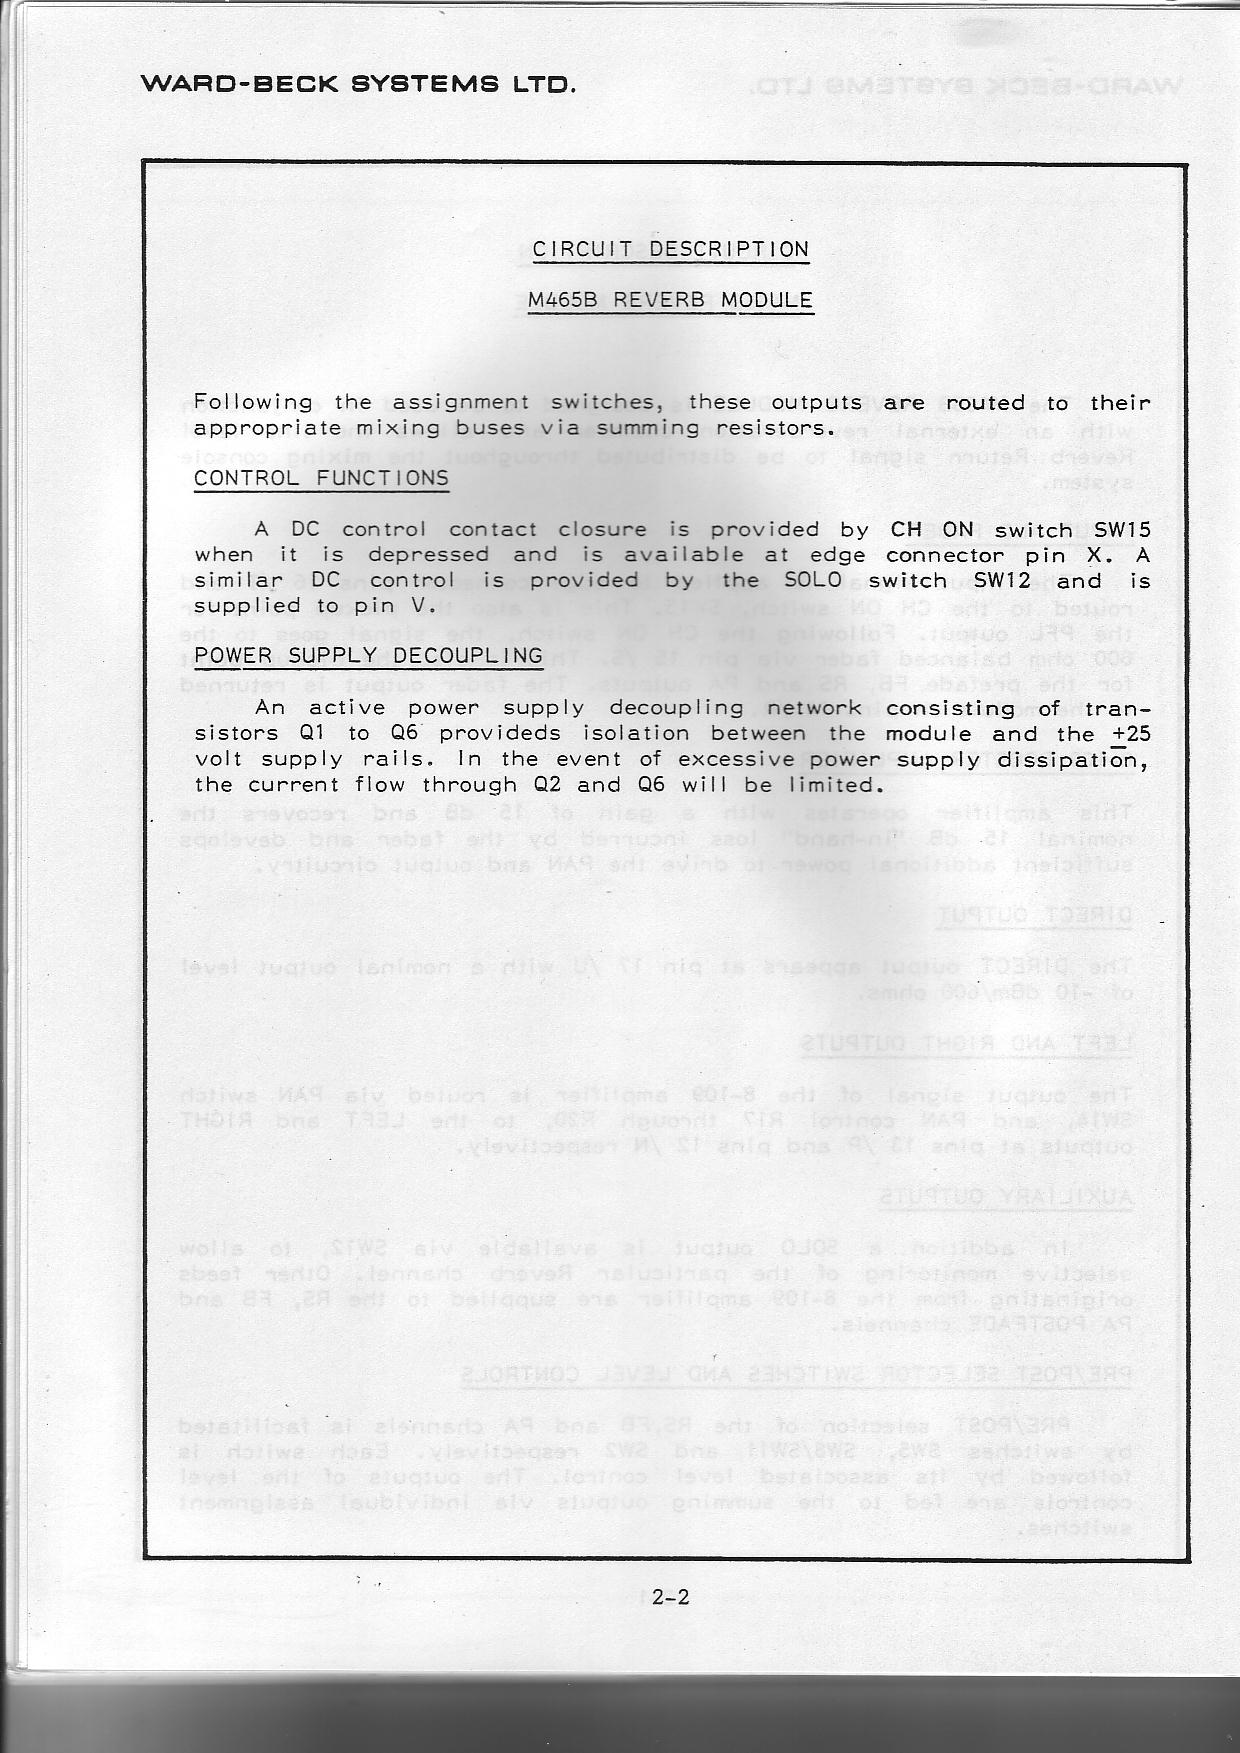 WARD-BECK SYSTEMS LTD.
CIRCUIT DESCRIPTION
M465B REVERB MODULE
Following the assignment switches, these outputs are routed to their
appropriate mixing buses via summing resistors.
CONTROL FUNCTIONS
A DC control contact closure is provided by CH ON switch SW15
when it is depressed and is available at edge connector pin X. A
similar DC control is provided by the SOLO switch SW12 and is
supplied to pin V.
POWER SUPPLY DECOUPLING
An active power supply decoupling network consisting of tran-
sistors Q1 to Q6 provideds isolation between the module and the ±25
volt supply rails. In the event of excessive power supply dissipation,
the current flow through Q2 and Q6 will be limited.
2-2